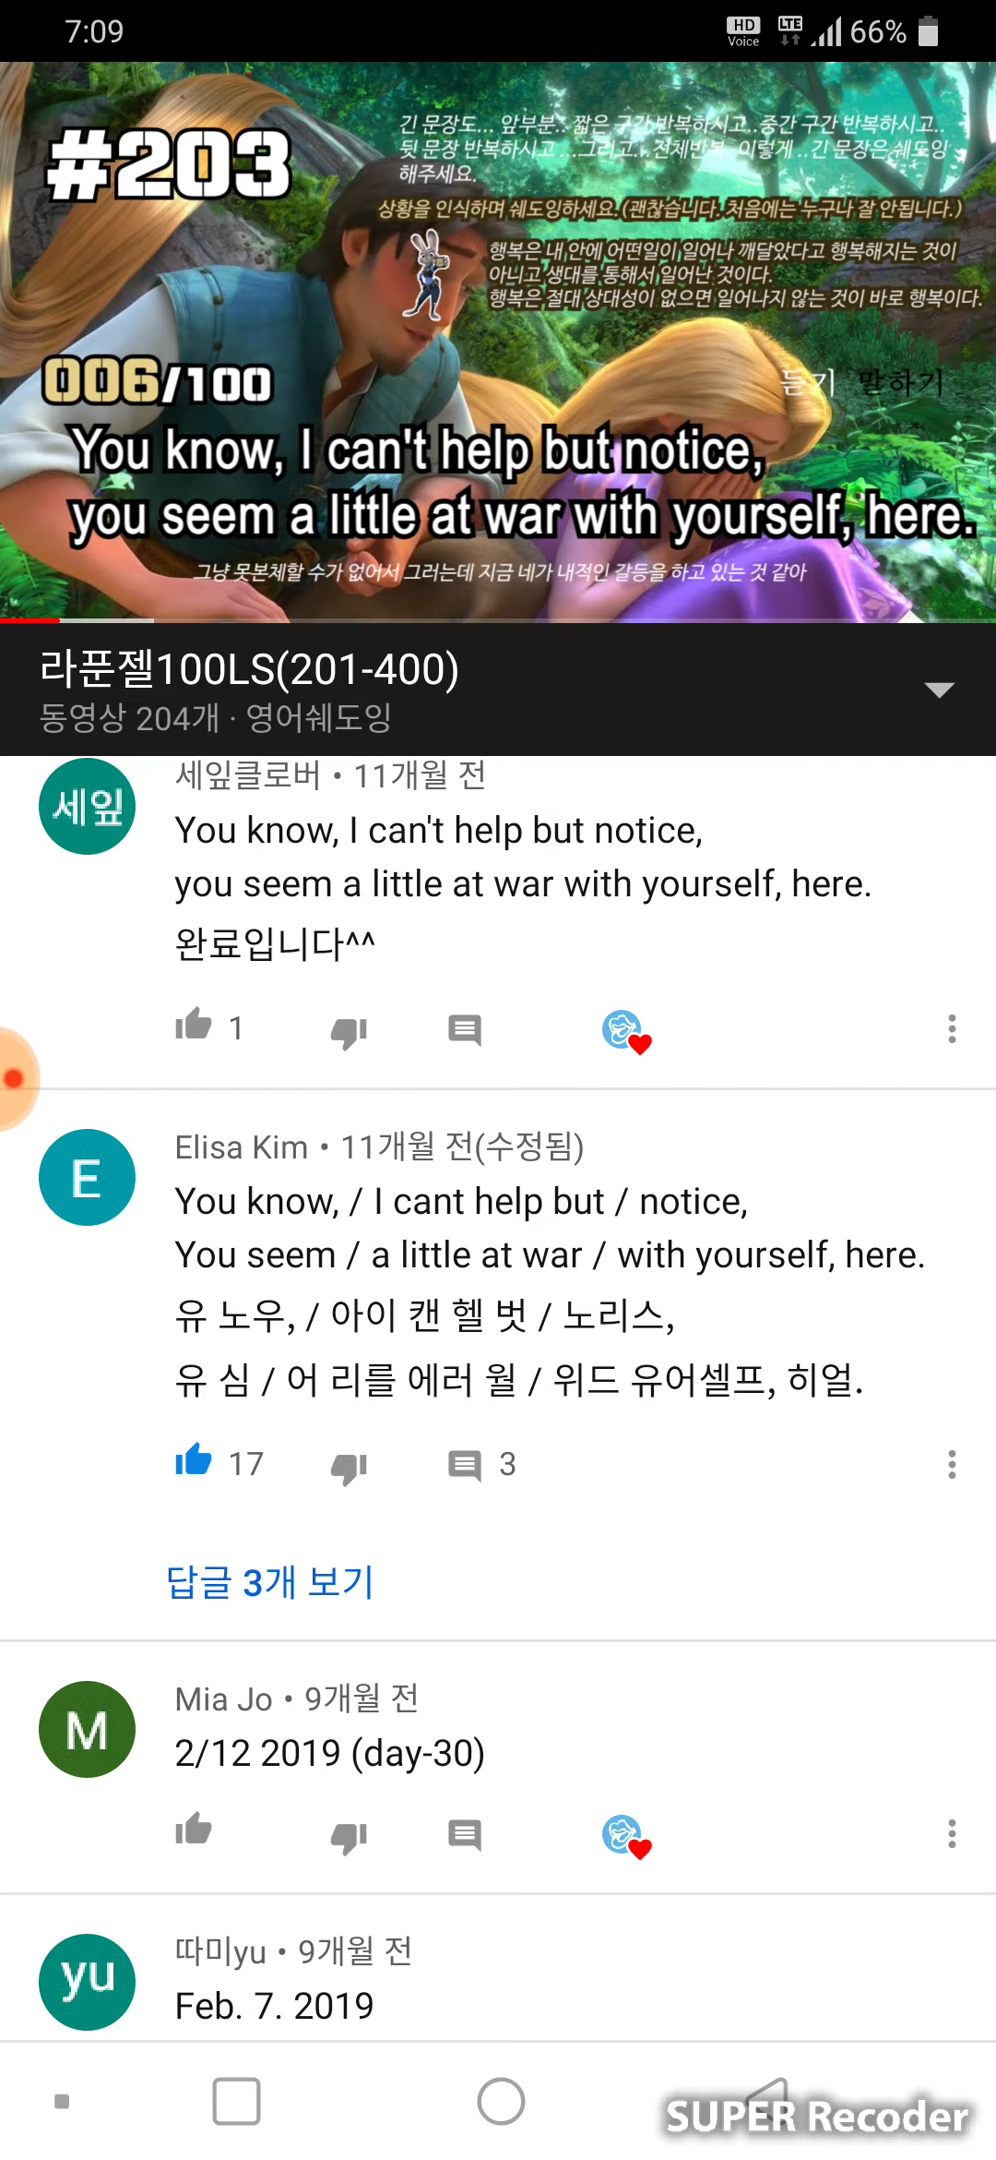 7:09
HD Voice LTE 66%
#203
긴 문장도... 앞부분.. 짧은 구간 반복하시고..중간 구간 반복하시고..
뒷 문장 반복하시고 ...그리고.. 전체반복 이렇게 ..긴 문장은 쉐도잉
해주세요.
상황을 인식하며 쉐도잉하세요.(괜찮습니다. 처음에는 누구나 잘 안됩니다.)
행복은 내 안에 어떤일이 일어나 깨달았다고 행복해지는 것이
아니고 생대를 통해서 일어난 것이다.
행복은 절대 상대성이 없으면 일어나지 않는 것이 바로 행복이다.
006/100
듣기 말하기
You know, I can't help but notice,
you seem a little at war with yourself, here.
그냥 못본체할 수가 없어서 그러는데 지금 네가 내적인 갈등을 하고 있는 것 같아
라푼젤100LS(201-400)
동영상 204개 · 영어쉐도잉
세잎
세잎클로버 • 11개월 전
You know, I can't help but notice,
you seem a little at war with yourself, here.
완료입니다^^
1
E
Elisa Kim • 11개월 전(수정됨)
You know, / I cant help but / notice,
You seem / a little at war / with yourself, here.
유 노우, / 아이 캔 헬 벗 / 노리스,
유 심 / 어 리를 에러 월 / 위드 유어셀프, 히얼.
17 3
답글 3개 보기
M
Mia Jo • 9개월 전
2/12 2019 (day-30)
yu
따미yu • 9개월 전
Feb. 7. 2019
SUPER Recoder